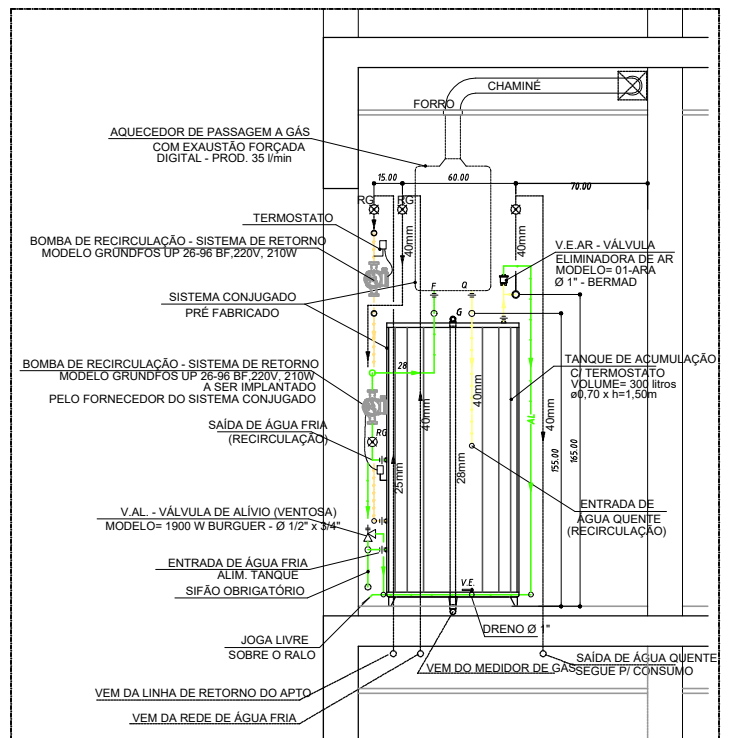 CHAMINÉ
FORRO
AQUECEDOR DE PASSAGEM A GÁS
COM EXAUSTÃO FORÇADA
DIGITAL - PROD. 35 l/min
15.00
60.00
70.00
RG
RG
TERMOSTATO
40mm
40mm
BOMBA DE RECIRCULAÇÃO - SISTEMA DE RETORNO
MODELO GRUNDFOS UP 26-96 BF,220V, 210W
V.E.AR - VÁLVULA
ELIMINADORA DE AR
MODELO= 01-ARA
Ø 1" - BERMAD
SISTEMA CONJUGADO
PRÉ FABRICADO
F
Q
G
BOMBA DE RECIRCULAÇÃO - SISTEMA DE RETORNO
MODELO GRUNDFOS UP 26-96 BF,220V, 210W
A SER IMPLANTADO
PELO FORNECEDOR DO SISTEMA CONJUGADO
28
TANQUE DE ACUMULAÇÃO
C/ TERMOSTATO
VOLUME= 300 litros
ø0,70 x h=1,50m
40mm
40mm
40mm
AL
RG
SAÍDA DE ÁGUA FRIA
(RECIRCULAÇÃO)
25mm
28mm
155.00
165.00
V.AL. - VÁLVULA DE ALÍVIO (VENTOSA)
MODELO= 1900 W BURGUER - Ø 1/2" x 3/4"
ENTRADA DE
ÁGUA QUENTE
(RECIRCULAÇÃO)
ENTRADA DE ÁGUA FRIA
ALIM. TANQUE
SIFÃO OBRIGATÓRIO
V.E.
DRENO Ø 1"
JOGA LIVRE
SOBRE O RALO
VEM DO MEDIDOR DE GÁS
SAÍDA DE ÁGUA QUENTE
SEGUE P/ CONSUMO
VEM DA LINHA DE RETORNO DO APTO
VEM DA REDE DE ÁGUA FRIA